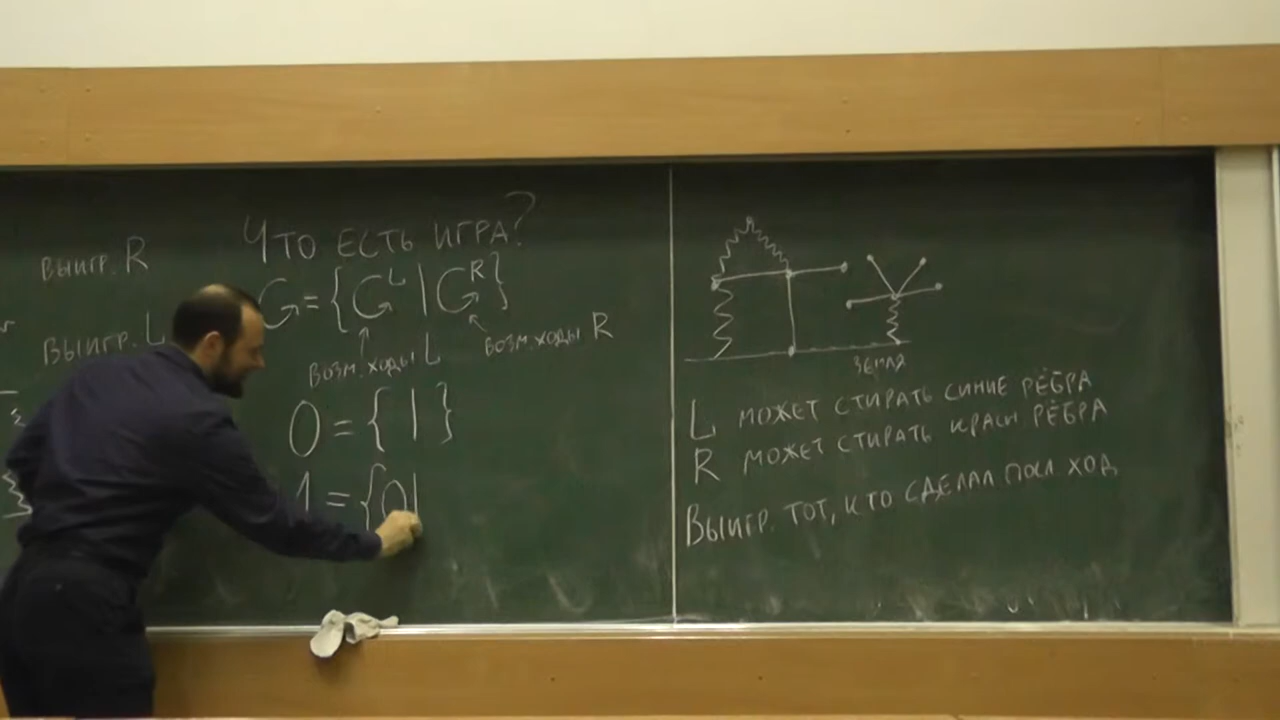 ВЫИГР. R
ВЫИГР. L
ЧТО ЕСТЬ ИГРА?
G = { G^L | G^R }
ВОЗМ. ХОДЫ L
ВОЗМ. ХОДЫ R
0 = { | }
1 = { 0 |
ЗЕМЛЯ
L МОЖЕТ СТИРАТЬ СИНИЕ РЁБРА
R МОЖЕТ СТИРАТЬ КРАСН РЁБРА
ВЫИГР. ТОТ, КТО СДЕЛАЛ ПОСЛ ХОД